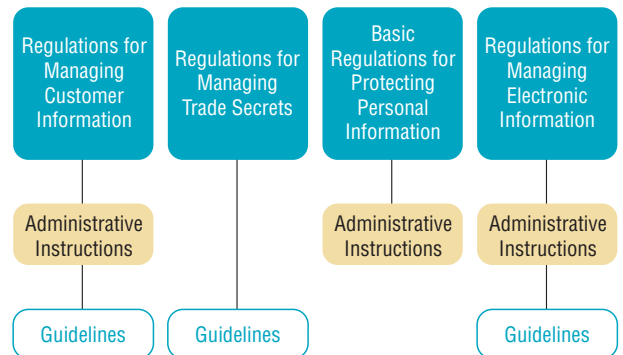 Regulations for
Managing
Customer
Information
Regulations for
Managing
Trade Secrets
Basic
Regulations for
Protecting
Personal
Information
Regulations for
Managing
Electronic
Information
Administrative
Instructions
Administrative
Instructions
Administrative
Instructions
Guidelines
Guidelines
Guidelines